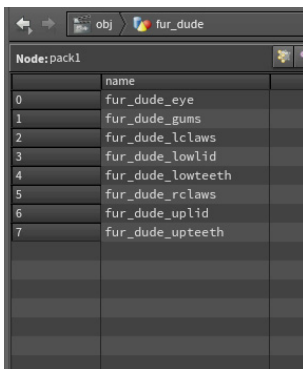 obj fur_dude
Node: pack1
name
0 fur_dude_eye
1 fur_dude_gums
2 fur_dude_lclaws
3 fur_dude_lowlid
4 fur_dude_lowteeth
5 fur_dude_rclaws
6 fur_dude_uplid
7 fur_dude_upteeth